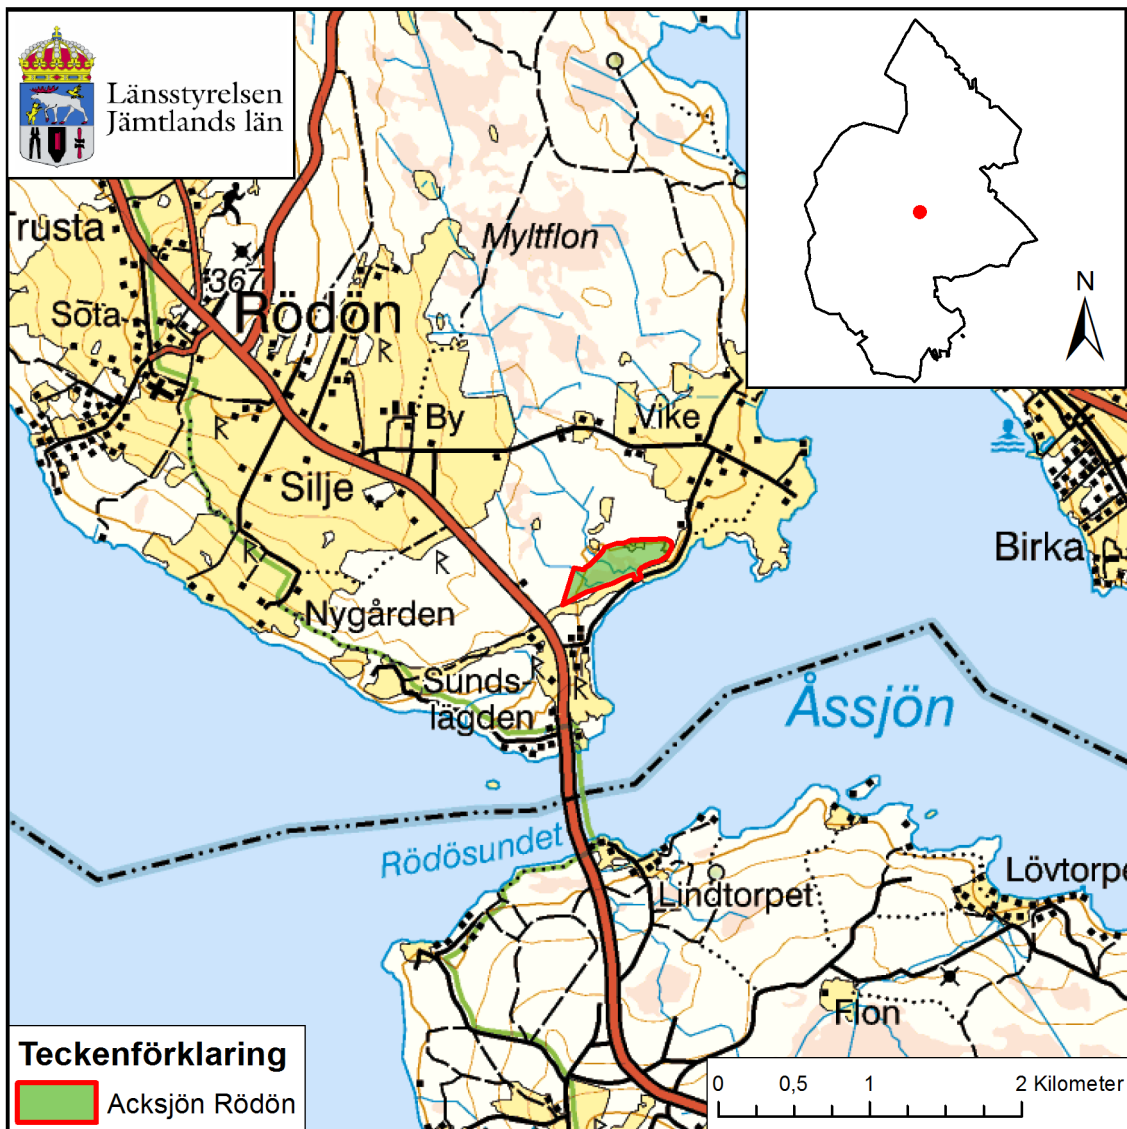 Länsstyrelsen
Jämtlands län
N
Myltflon
rusta
367
Söta
Rödön
By
Vike
Silje
Birka
Nygården
Sunds-
lägden
Åssjön
Rödösundet
Lindtorpet
Lövtorpe
Flon
Teckenförklaring
Acksjön Rödön
0 0,5 1 2 Kilometer